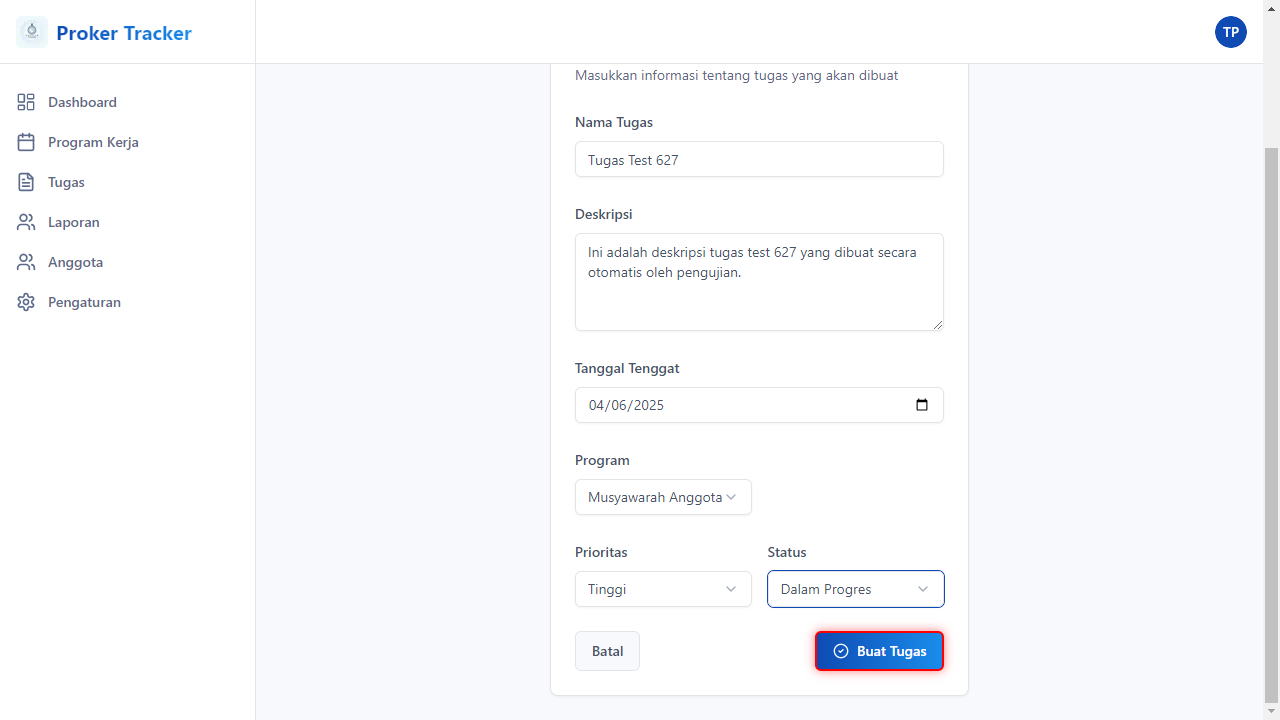 Proker Tracker
TP
Dashboard
Program Kerja
Tugas
Laporan
Anggota
Pengaturan
Masukkan informasi tentang tugas yang akan dibuat
Nama Tugas
Tugas Test 627
Deskripsi
Ini adalah deskripsi tugas test 627 yang dibuat secara
otomatis oleh pengujian.
Tanggal Tenggat
04/06/2025
Program
Musyawarah Anggota
Prioritas
Status
Tinggi
Dalam Progres
Batal
Buat Tugas